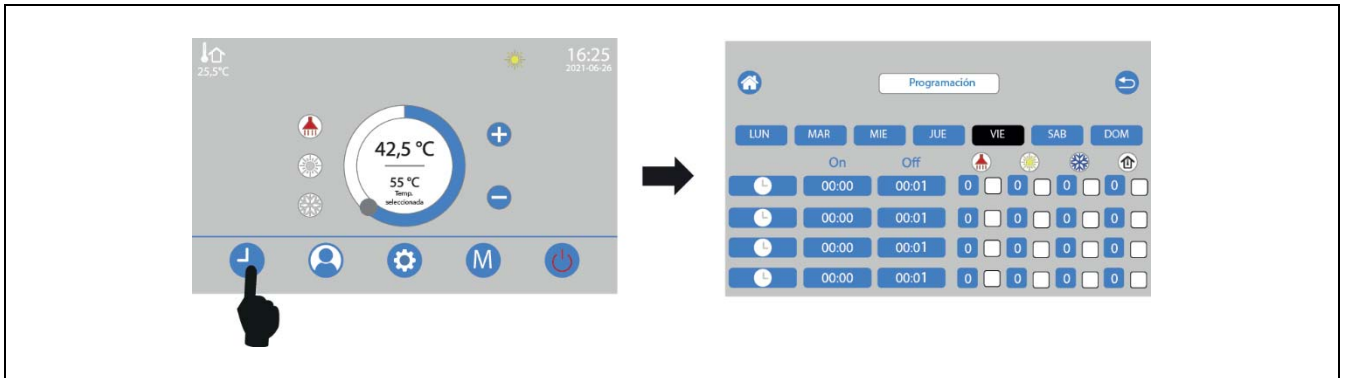 16:25
25,5°C
2021-06-26
42,5 °C
55 °C
Temp.
seleccionada
M
Programación
LUN MAR MIE JUE VIE SAB DOM
On Off
00:00 00:01 0 0 0 0
00:00 00:01 0 0 0 0
00:00 00:01 0 0 0 0
00:00 00:01 0 0 0 0